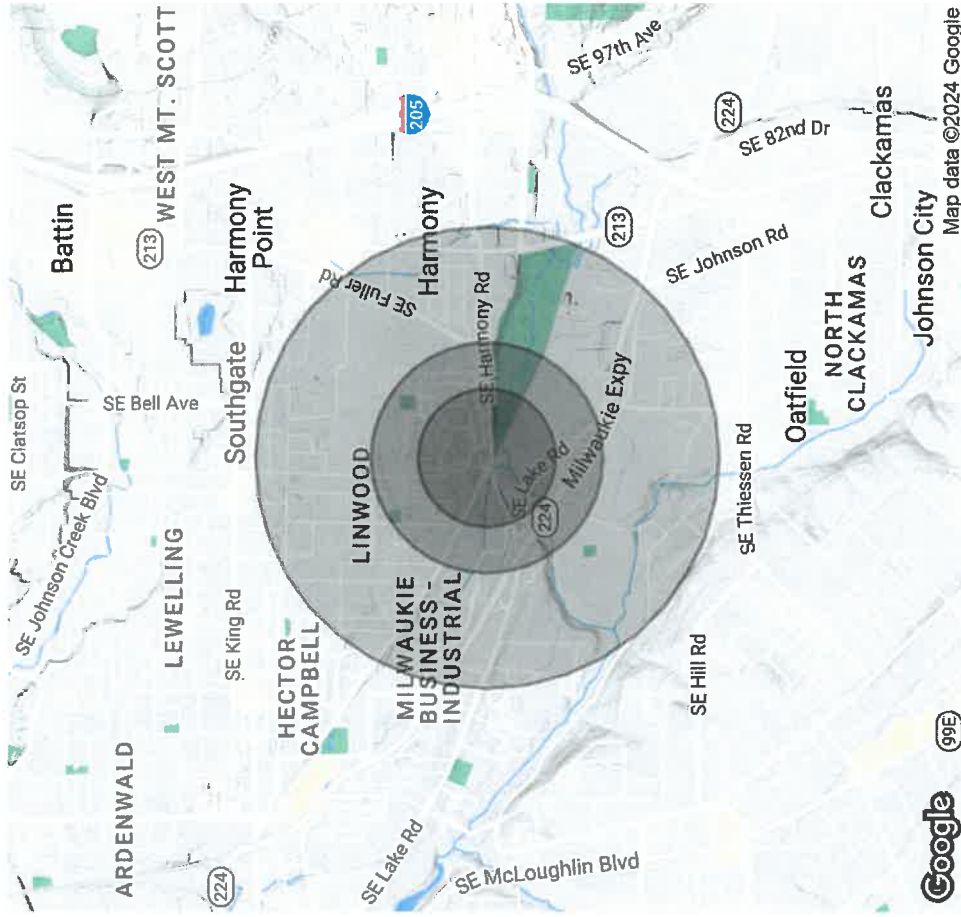 SE Clatsop St
Battin
WEST MT. SCOTT
213
SE Johnson Creek Blvd
SE Bell Ave
Harmony
Point
LEWELLING
Southgate
SE King Rd
ARDENWALD
224
HECTOR
CAMPBELL
LINWOOD
SE Fuller Rd
Harmony
205
MILWAUKIE
BUSINESS -
INDUSTRIAL
SE Harmony Rd
SE Lake Rd
224
Milwaukie Expy
SE 97th Ave
213
SE Lake Rd
SE McLoughlin Blvd
SE Hill Rd
SE Thiessen Rd
SE Johnson Rd
224
SE 82nd Dr
Oatfield
NORTH
CLACKAMAS
Clackamas
Johnson City
99E
Google
Map data ©2024 Google